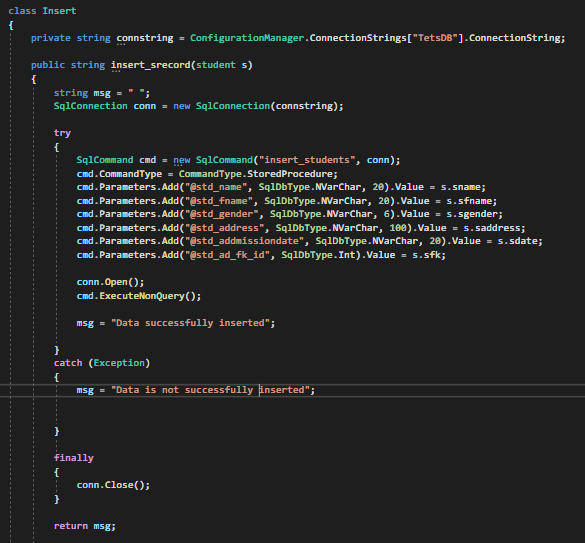 class Insert
{
private string connstring = ConfigurationManager.ConnectionStrings["TetsDB"].ConnectionString;
public string insert_srecord(student s)
{
string msg = " ";
SqlConnection conn = new SqlConnection(connstring);
try
{
SqlCommand cmd = new SqlCommand("insert_students", conn);
cmd.CommandType = CommandType.StoredProcedure;
cmd.Parameters.Add("@std_name", SqlDbType.NVarChar, 20).Value = s.sname;
cmd.Parameters.Add("@std_fname", SqlDbType.NVarChar, 20).Value = s.sfname;
cmd.Parameters.Add("@std_gender", SqlDbType.NVarChar, 6).Value = s.sgender;
cmd.Parameters.Add("@std_address", SqlDbType.NVarChar, 100).Value = s.saddress;
cmd.Parameters.Add("@std_addmissiondate", SqlDbType.NVarChar, 20).Value = s.sdate;
cmd.Parameters.Add("@std_ad_fk_id", SqlDbType.Int).Value = s.sfk;
conn.Open();
cmd.ExecuteNonQuery();
msg = "Data successfully inserted";
}
catch (Exception)
{
msg = "Data is not successfully inserted";
}
finally
{
conn.Close();
}
return msg;